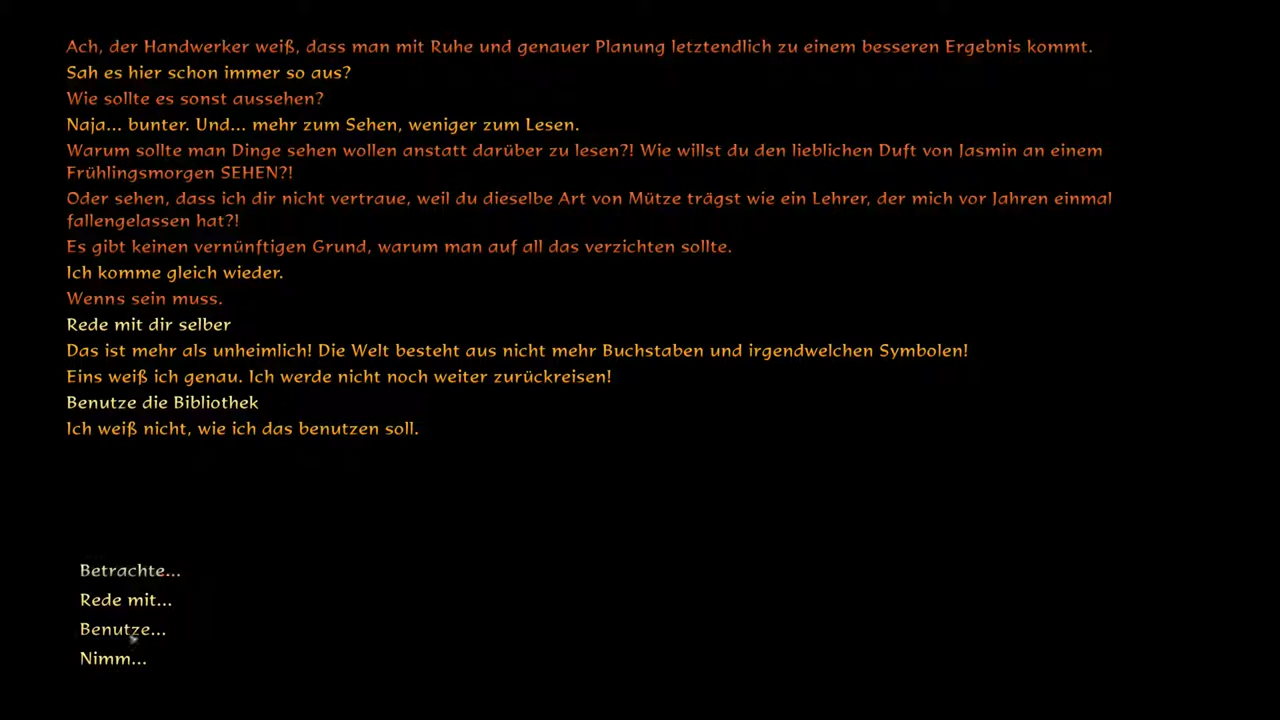 Ach, der Handwerker weiß, dass man mit Ruhe und genauer Planung letztendlich zu einem besseren Ergebnis kommt.
Sah es hier schon immer so aus?
Wie sollte es sonst aussehen?
Naja... bunter. Und... mehr zum Sehen, weniger zum Lesen.
Warum sollte man Dinge sehen wollen anstatt darüber zu lesen?! Wie willst du den lieblichen Duft von Jasmin an einem
Frühlingsmorgen SEHEN?!
Oder sehen, dass ich dir nicht vertraue, weil du dieselbe Art von Mütze trägst wie ein Lehrer, der mich vor Jahren einmal
fallengelassen hat?!
Es gibt keinen vernünftigen Grund, warum man auf all das verzichten sollte.
Ich komme gleich wieder.
Wenns sein muss.
Rede mit dir selber
Das ist mehr als unheimlich! Die Welt besteht aus nicht mehr Buchstaben und irgendwelchen Symbolen!
Eins weiß ich genau. Ich werde nicht noch weiter zurückreisen!
Benutze die Bibliothek
Ich weiß nicht, wie ich das benutzen soll.
Betrachte...
Rede mit...
Benutze...
Nimm...